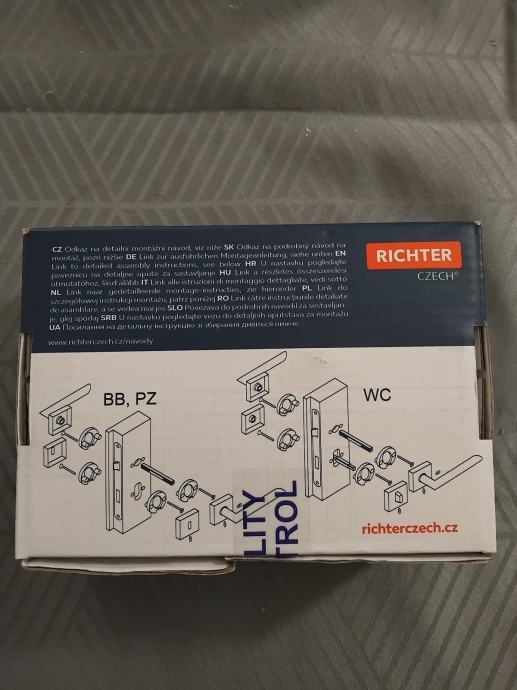 CZ Odkaz na detailní montážní návod, viz níže SK Odkaz na podrobný návod na
montáž, pozri nižšie DE Link zur ausführlichen Montageanleitung, siehe unten EN
Link to detailed assembly instructions, see below HR U nastavku pogledajte
poveznicu na detaljne upute za sastavljanje HU Link a részletes összeszerelési
útmutatóhoz, lásd alább IT Link alle istruzioni di montaggio dettagliate, vedi sotto
NL Link naar gedetailleerde montage-instructies, zie hieronder PL Link do
szczegółowej instrukcji montażu, patrz poniżej RO Link către instrucțiunile detaliate
de asamblare, a se vedea mai jos SLO Povezava do podrobnih navodil za sestavljan-
je, glej spodaj SRB U nastavku pogledajte vezu do detaljnih uputstava za montažu
UA Посилання на детальну інструкцію зі збирання дивіться нижче
www.richterczech.cz/navody
RICHTER
CZECH®
BB, PZ
WC
LITY
TROL
richterczech.cz